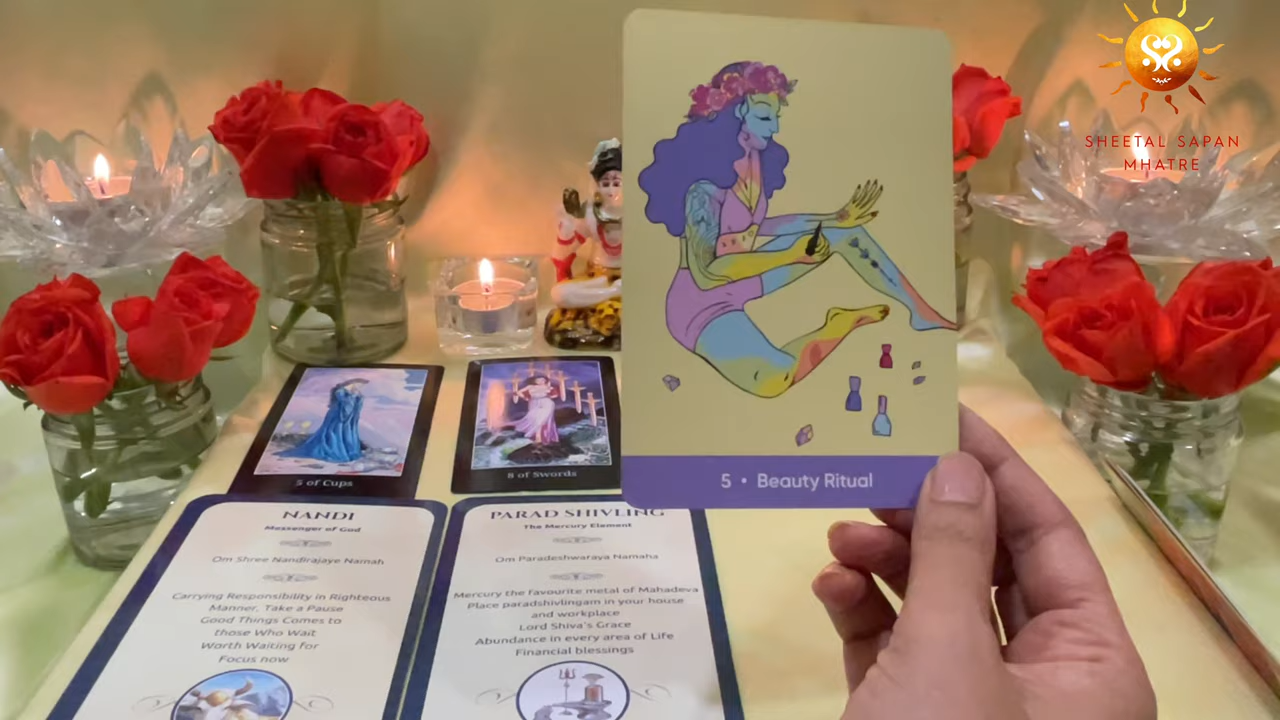 SHEETAL SAPAN
MHATRE
5 • Beauty Ritual
5 of Cups
8 of Swords
NANDI
Messenger of God
Om Shree Nandirajaye Namah
Carrying Responsibility in Righteous
Manner, Take a Pause
Good Things Comes to
those Who Wait
Worth Waiting for
Focus now
PARAD SHIVLING
The Mercury Element
Om Paradeshwaraya Namaha
Mercury the favourite metal of Mahadeva
Place paradshivlingam in your house
and workplace
Lord Shiva's Grace
Abundance in every area of Life
Financial blessings